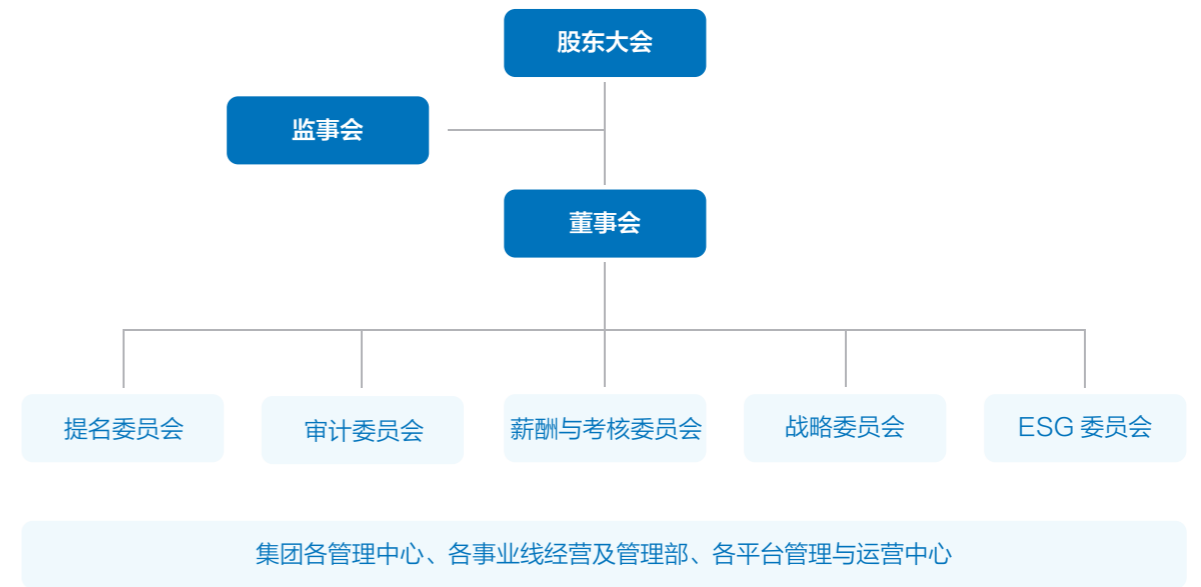 股东大会
监事会
董事会
提名委员会
审计委员会
薪酬与考核委员会
战略委员会
ESG 委员会
集团各管理中心、各事业线经营及管理部、各平台管理与运营中心